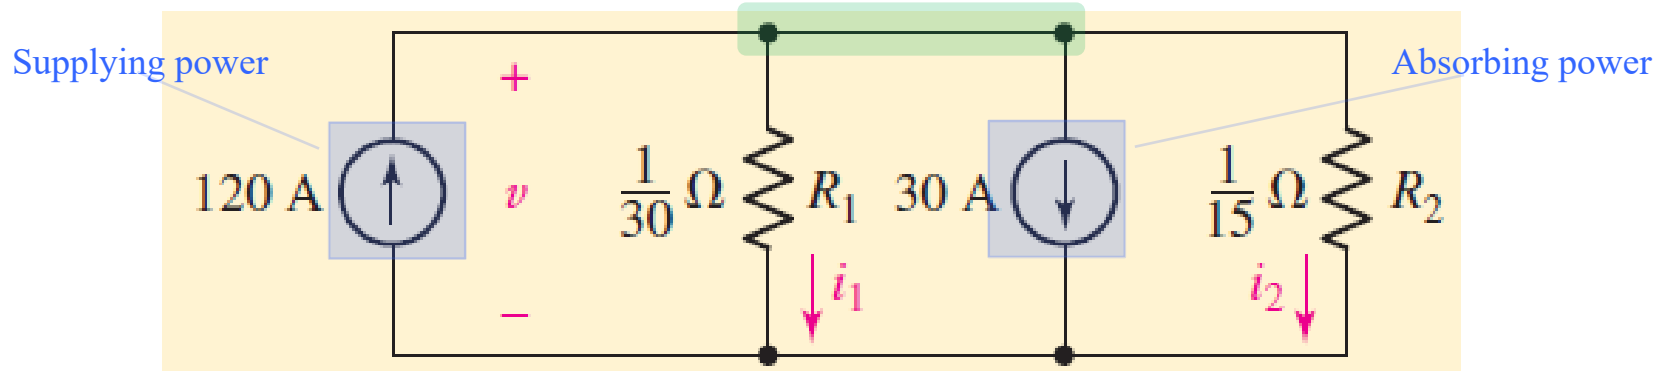 Supplying power
Absorbing power
+
120 A
v
1/30 Ω
R1
30 A
1/15 Ω
R2
i1
i2
−